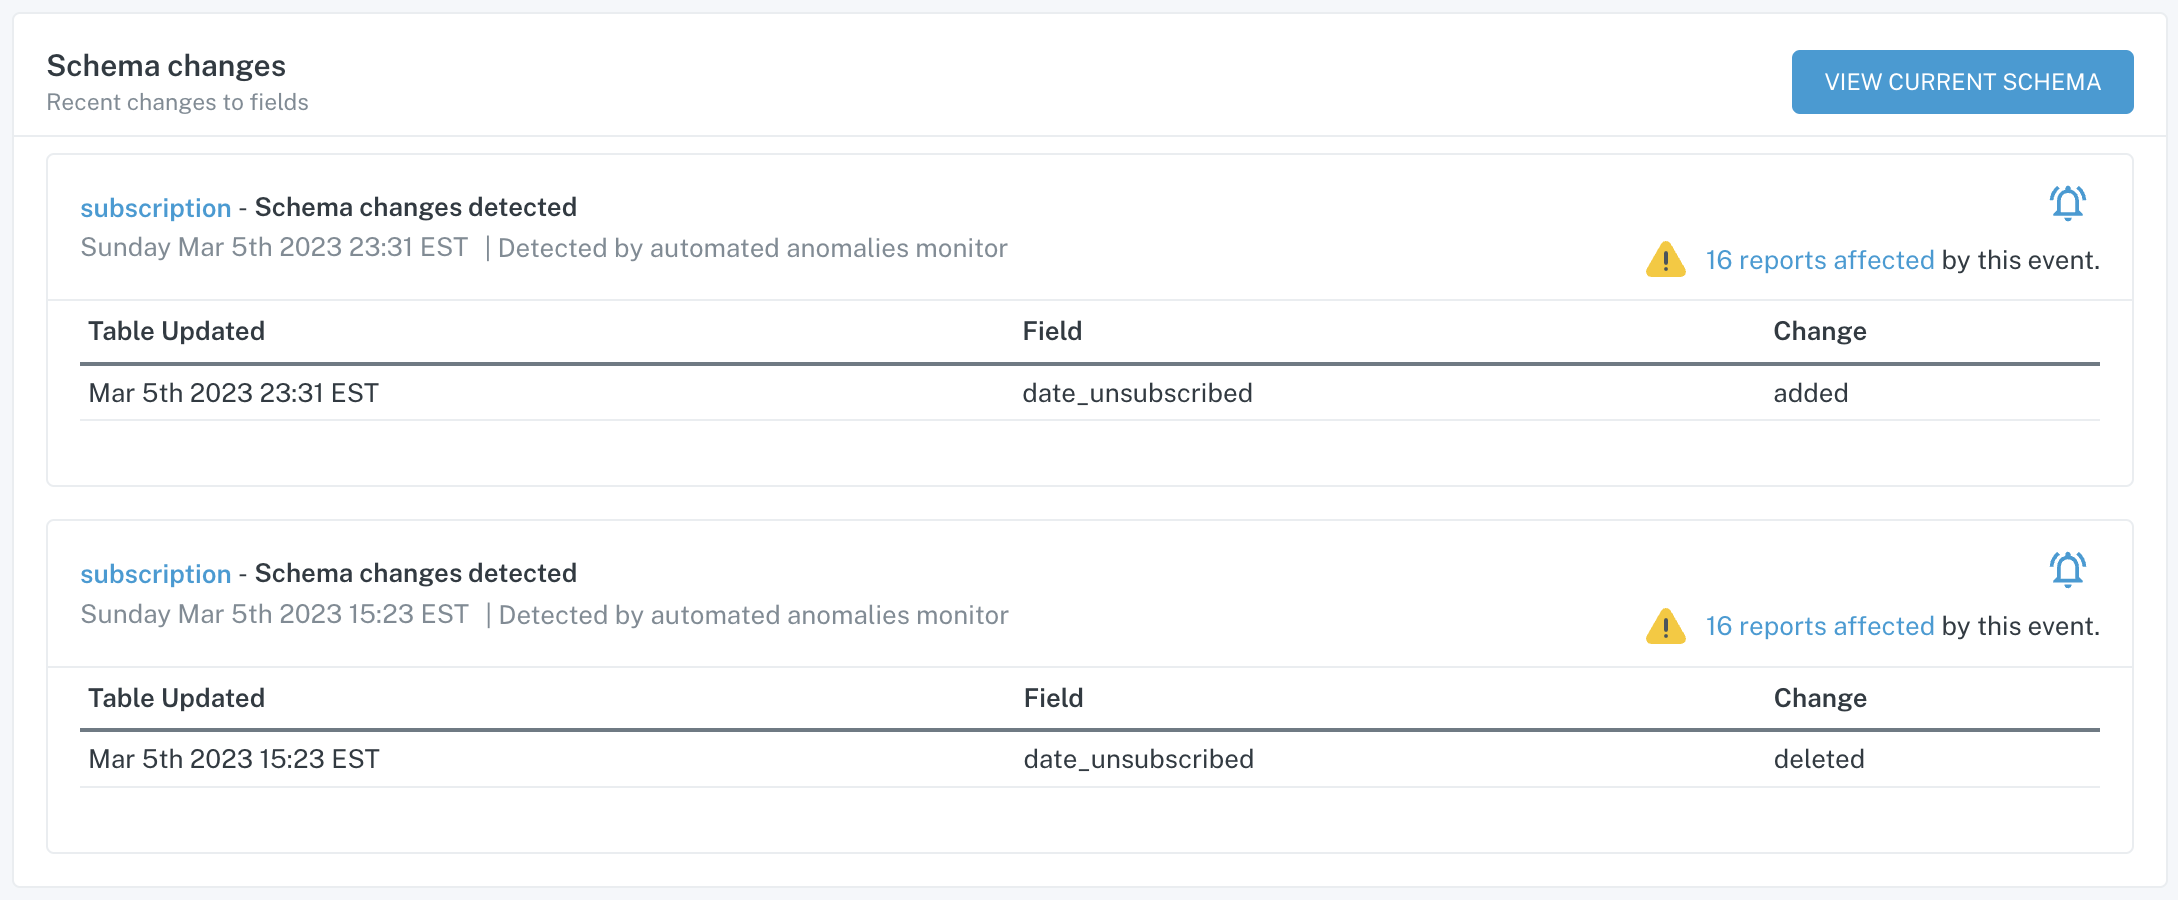 Schema changes
Recent changes to fields
VIEW CURRENT SCHEMA
subscription - Schema changes detected
Sunday Mar 5th 2023 23:31 EST | Detected by automated anomalies monitor
16 reports affected by this event.
Table Updated Field Change
Mar 5th 2023 23:31 EST date_unsubscribed added
subscription - Schema changes detected
Sunday Mar 5th 2023 15:23 EST | Detected by automated anomalies monitor
16 reports affected by this event.
Table Updated Field Change
Mar 5th 2023 15:23 EST date_unsubscribed deleted